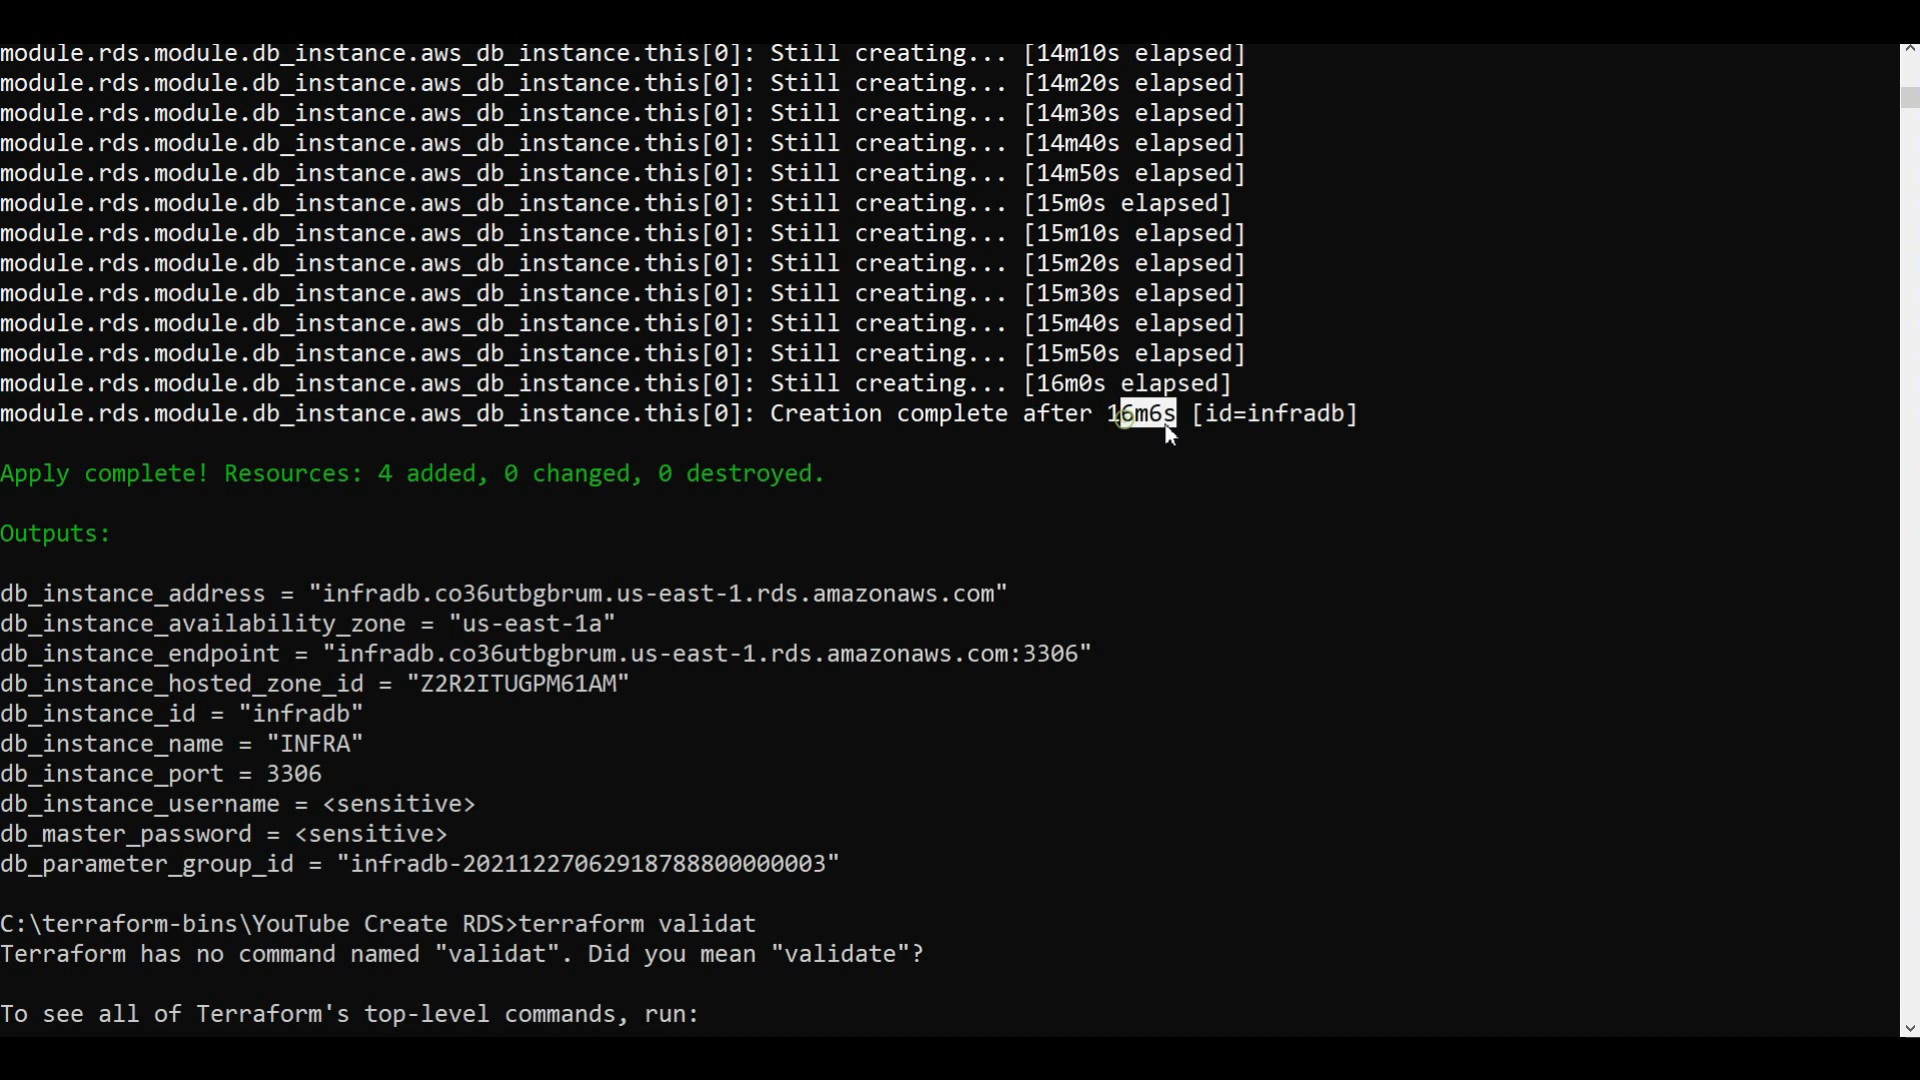 module.rds.module.db_instance.aws_db_instance.this[0]: Still creating... [14m10s elapsed]
module.rds.module.db_instance.aws_db_instance.this[0]: Still creating... [14m20s elapsed]
module.rds.module.db_instance.aws_db_instance.this[0]: Still creating... [14m30s elapsed]
module.rds.module.db_instance.aws_db_instance.this[0]: Still creating... [14m40s elapsed]
module.rds.module.db_instance.aws_db_instance.this[0]: Still creating... [14m50s elapsed]
module.rds.module.db_instance.aws_db_instance.this[0]: Still creating... [15m0s elapsed]
module.rds.module.db_instance.aws_db_instance.this[0]: Still creating... [15m10s elapsed]
module.rds.module.db_instance.aws_db_instance.this[0]: Still creating... [15m20s elapsed]
module.rds.module.db_instance.aws_db_instance.this[0]: Still creating... [15m30s elapsed]
module.rds.module.db_instance.aws_db_instance.this[0]: Still creating... [15m40s elapsed]
module.rds.module.db_instance.aws_db_instance.this[0]: Still creating... [15m50s elapsed]
module.rds.module.db_instance.aws_db_instance.this[0]: Still creating... [16m0s elapsed]
module.rds.module.db_instance.aws_db_instance.this[0]: Creation complete after 16m6s [id=infradb]
Apply complete! Resources: 4 added, 0 changed, 0 destroyed.
Outputs:
db_instance_address = "infradb.co36utbgbrum.us-east-1.rds.amazonaws.com"
db_instance_availability_zone = "us-east-1a"
db_instance_endpoint = "infradb.co36utbgbrum.us-east-1.rds.amazonaws.com:3306"
db_instance_hosted_zone_id = "Z2R2ITUGPM61AM"
db_instance_id = "infradb"
db_instance_name = "INFRA"
db_instance_port = 3306
db_instance_username = <sensitive>
db_master_password = <sensitive>
db_parameter_group_id = "infradb-20211227062918788800000003"
C:\terraform-bins\YouTube Create RDS>terraform validat
Terraform has no command named "validat". Did you mean "validate"?
To see all of Terraform's top-level commands, run: